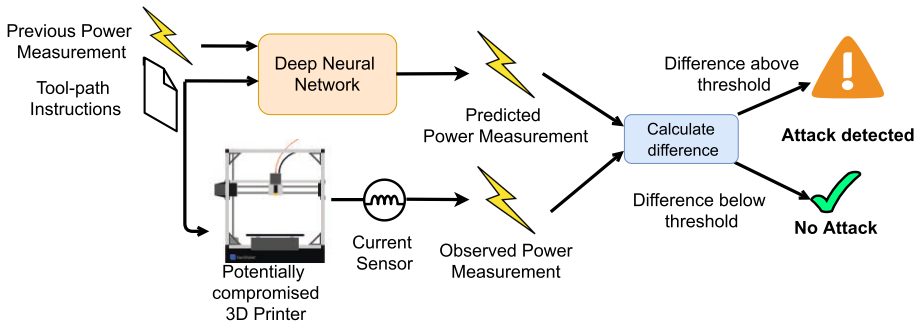 Previous Power
Measurement
Tool-path
Instructions
Deep Neural
Network
Predicted
Power Measurement
Potentially
compromised
3D Printer
Current
Sensor
Observed Power
Measurement
Calculate
difference
Difference above
threshold
Attack detected
Difference below
threshold
No Attack